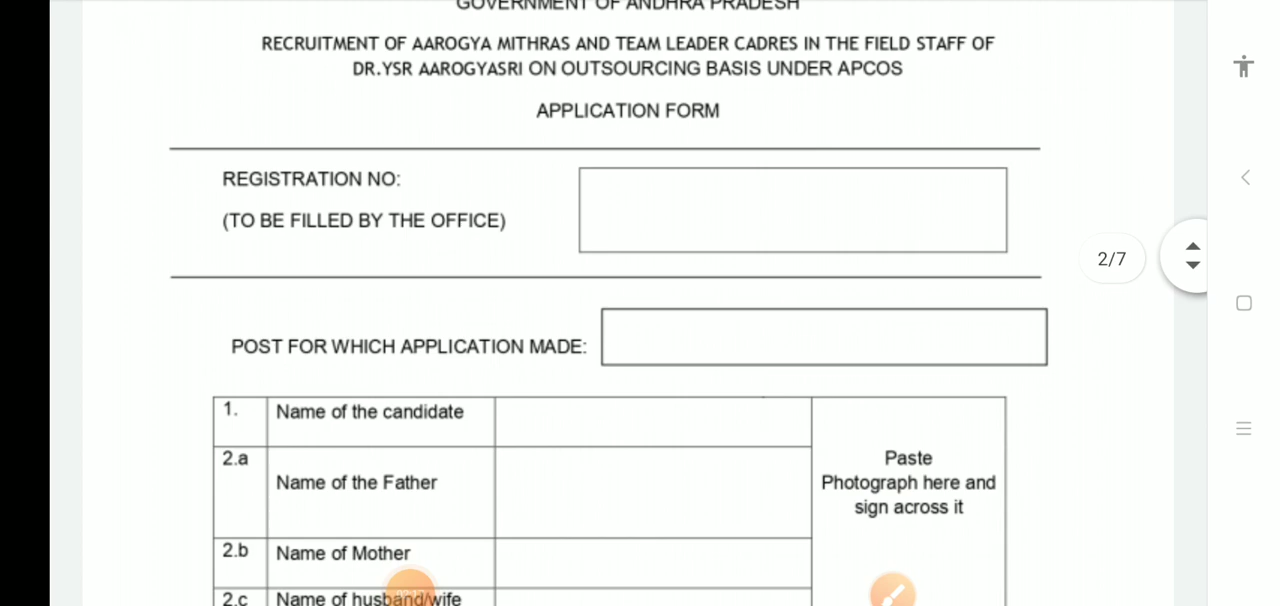 GOVERNMENT OF ANDHRA PRADESH
RECRUITMENT OF AAROGYA MITHRAS AND TEAM LEADER CADRES IN THE FIELD STAFF OF
DR.YSR AAROGYASRI ON OUTSOURCING BASIS UNDER APCOS
APPLICATION FORM
REGISTRATION NO:
(TO BE FILLED BY THE OFFICE)
2/7
POST FOR WHICH APPLICATION MADE:
1. Name of the candidate
2.a Name of the Father
Paste
Photograph here and
sign across it
2.b Name of Mother
2.c Name of husband/wife